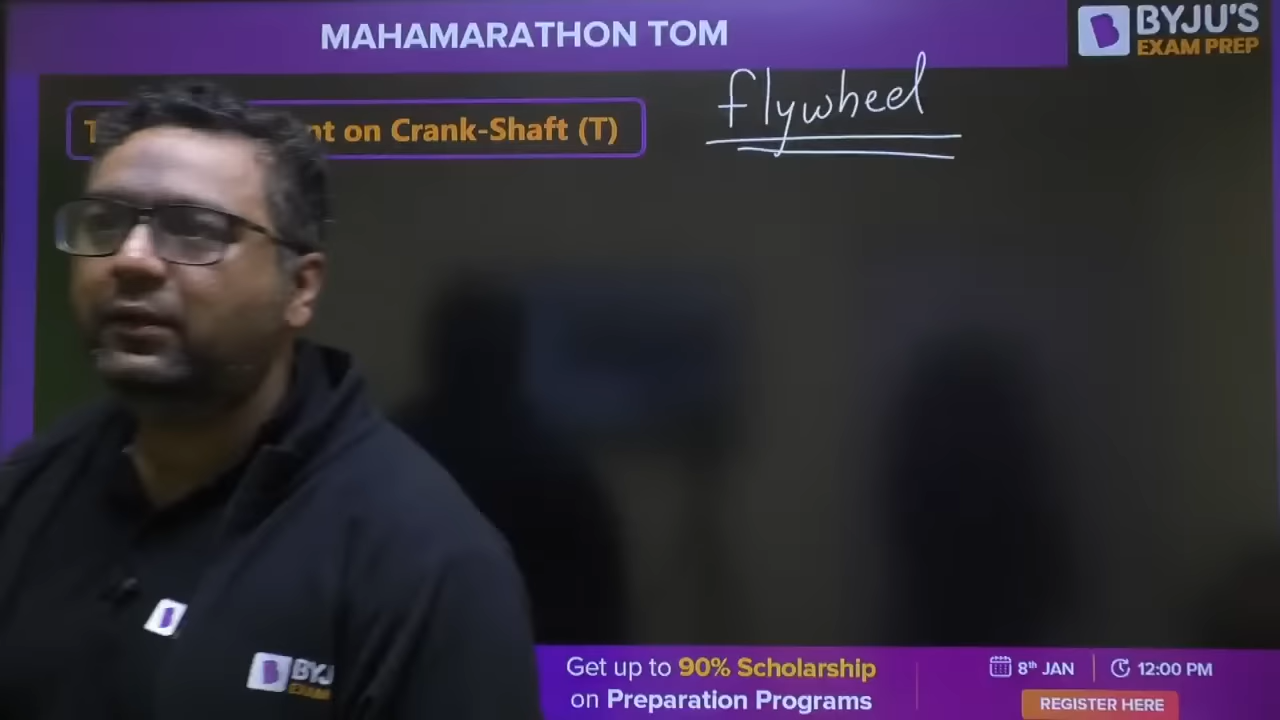 MAHAMARATHON TOM
BYJU'S
EXAM PREP
flywheel
on Crank-Shaft (T)
Get up to 90% Scholarship
on Preparation Programs
8th JAN
12:00 PM
REGISTER HERE